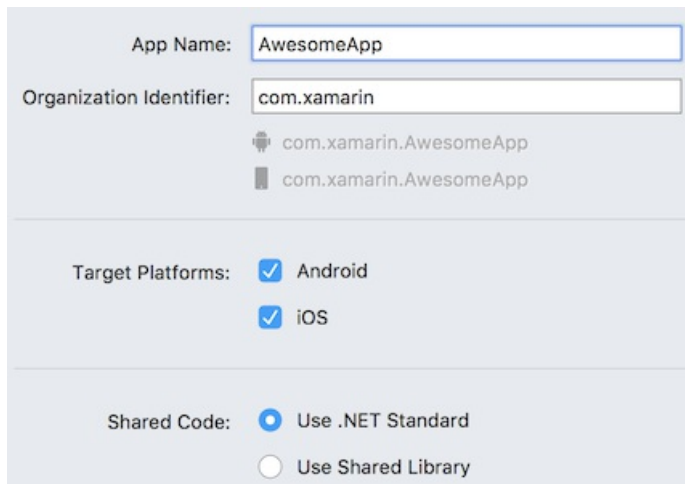 App Name: AwesomeApp
Organization Identifier: com.xamarin
com.xamarin.AwesomeApp
com.xamarin.AwesomeApp
Target Platforms: Android
iOS
Shared Code: Use .NET Standard
Use Shared Library